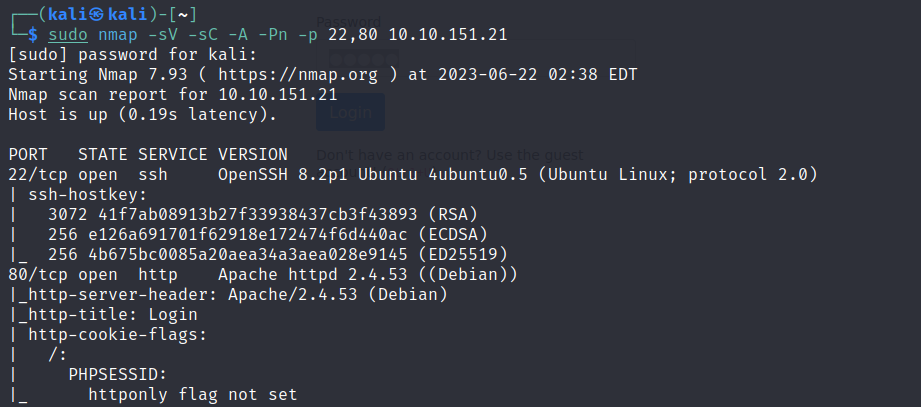 ┌──(kali㉿kali)-[~]
└─$ sudo nmap -sV -sC -A -Pn -p 22,80 10.10.151.21
[sudo] password for kali:
Starting Nmap 7.93 ( https://nmap.org ) at 2023-06-22 02:38 EDT
Nmap scan report for 10.10.151.21
Host is up (0.19s latency).
PORT   STATE SERVICE VERSION
22/tcp open  ssh     OpenSSH 8.2p1 Ubuntu 4ubuntu0.5 (Ubuntu Linux; protocol 2.0)
| ssh-hostkey:
|   3072 41f7ab08913b27f33938437cb3f43893 (RSA)
|   256 e126a691701f62918e172474f6d440ac (ECDSA)
|_  256 4b675bc0085a20aea34a3aea028e9145 (ED25519)
80/tcp open  http    Apache httpd 2.4.53 ((Debian))
|_http-server-header: Apache/2.4.53 (Debian)
|_http-title: Login
| http-cookie-flags:
|   /:
|     PHPSESSID:
|_      httponly flag not set
Password
Login
Don't have an account? Use the guest